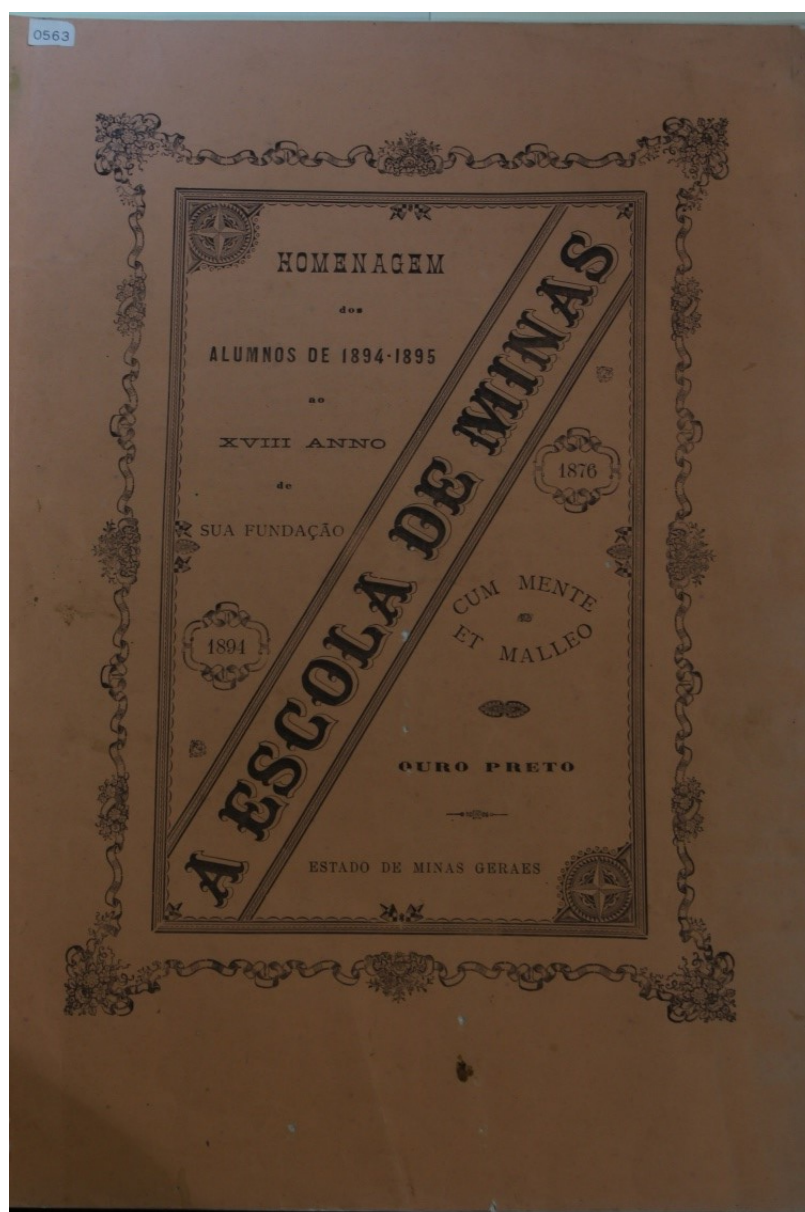 0563
HOMENAGEM
dos
ALUMNOS DE 1894-1895
ao
XVIII ANNO
de
SUA FUNDAÇÃO
1894
A ESCOLA DE MINAS
1876
CUM MENTE
ET MALLEO
OURO PRETO
ESTADO DE MINAS GERAES